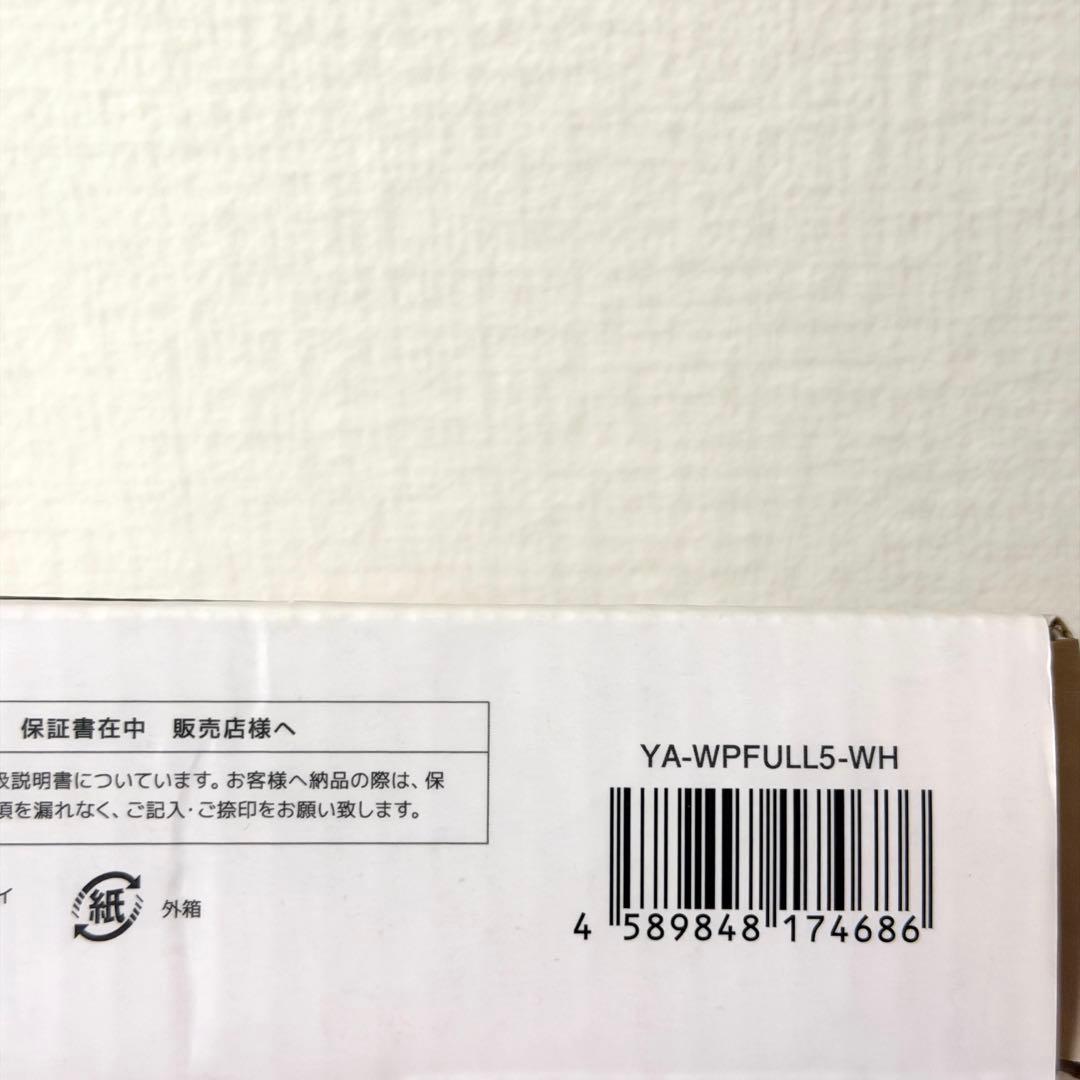 保証書在中　販売店様へ
扱説明書についています。お客様へ納品の際は、保
項を漏れなく、ご記入・ご捺印をお願い致します。
ィ
紙 外箱
YA-WPFULL5-WH
4 589848 174686